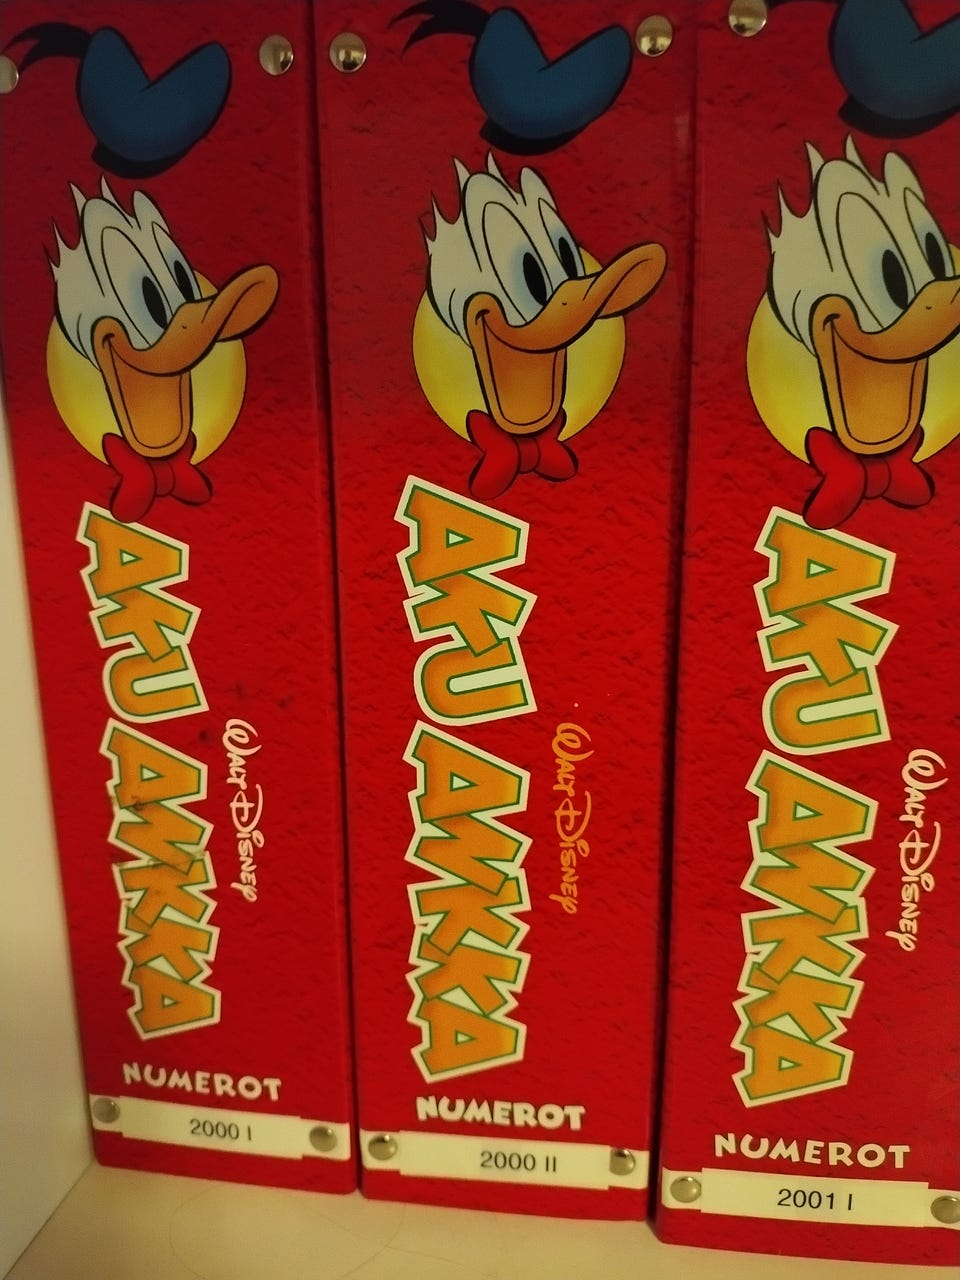 AKU ANKKA
WALT DISNEY
NUMEROT
2000 I
AKU ANKKA
WALT DISNEY
NUMEROT
2000 II
AKU ANKKA
WALT DISNEY
NUMEROT
2001 I